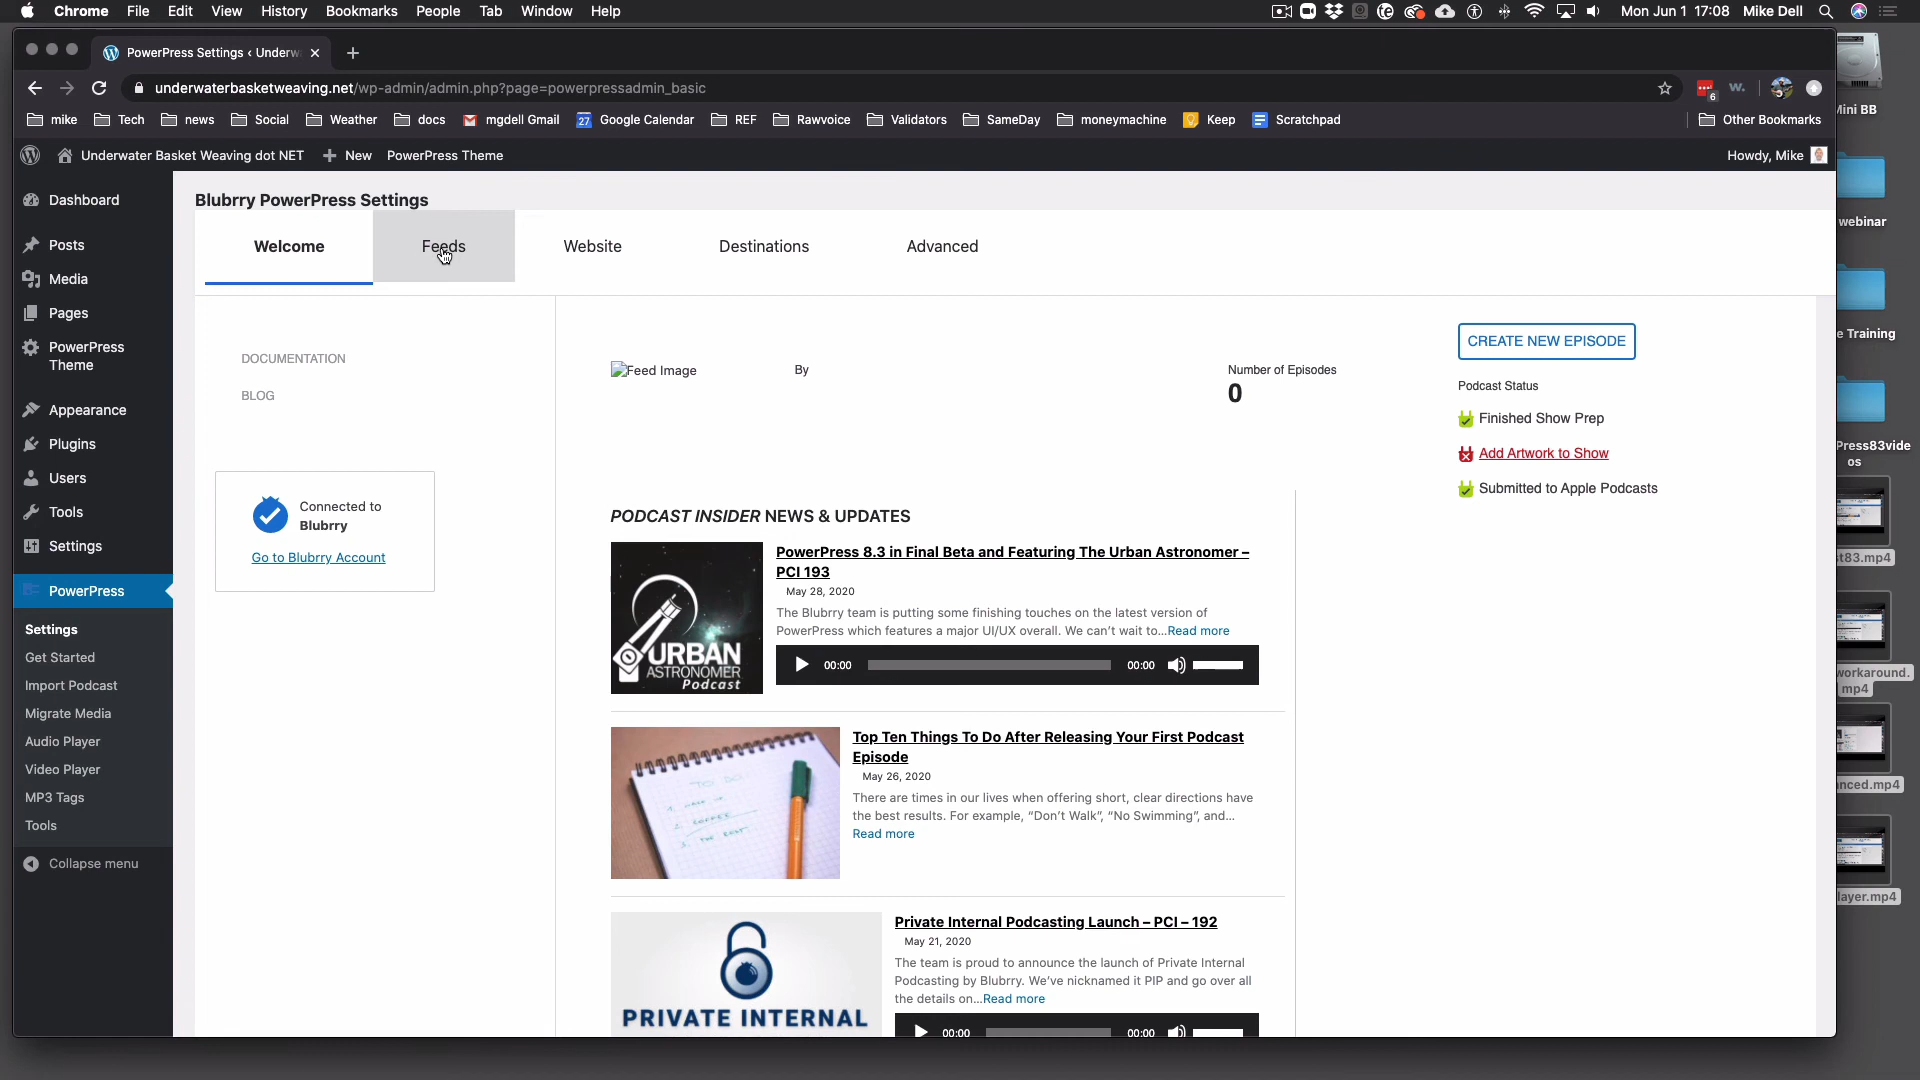 Chrome File Edit View History Bookmarks People Tab Window Help Mon Jun 1 17:08 Mike Dell
PowerPress Settings ‹ Underw
underwaterbasketweaving.net/wp-admin/admin.php?page=powerpressadmin_basic
6
mike Tech news Social Weather docs mgdell Gmail 27 Google Calendar REF Rawvoice Validators SameDay moneymachine Keep Scratchpad Other Bookmarks
Underwater Basket Weaving dot NET New PowerPress Theme Howdy, Mike
Dashboard
Posts
Media
Pages
PowerPress
Theme
Appearance
Plugins
Users
Tools
Settings
PowerPress
Settings
Get Started
Import Podcast
Migrate Media
Audio Player
Video Player
MP3 Tags
Tools
Collapse menu
Blubrry PowerPress Settings
Welcome Feeds Website Destinations Advanced
DOCUMENTATION
BLOG
Connected to
Blubrry
Go to Blubrry Account
Feed Image By
Number of Episodes
0
CREATE NEW EPISODE
Podcast Status
Finished Show Prep
Add Artwork to Show
Submitted to Apple Podcasts
PODCAST INSIDER NEWS & UPDATES
URBAN
ASTRONOMER
Podcast
PowerPress 8.3 in Final Beta and Featuring The Urban Astronomer –
PCI 193
May 28, 2020
The Blubrry team is putting some finishing touches on the latest version of
PowerPress which features a major UI/UX overall. We can't wait to...Read more
00:00 00:00
TO DO:
Top Ten Things To Do After Releasing Your First Podcast
Episode
May 26, 2020
There are times in our lives when offering short, clear directions have
the best results. For example, “Don't Walk”, “No Swimming”, and...
Read more
PRIVATE INTERNAL
Private Internal Podcasting Launch – PCI – 192
May 21, 2020
The team is proud to announce the launch of Private Internal
Podcasting by Blubrry. We've nicknamed it PIP and go over all
the details on...Read more
00:00 00:00
Mini BB
webinar
e Training
Press83vide
os
st83.mp4
workaround.
mp4
nced.mp4
layer.mp4